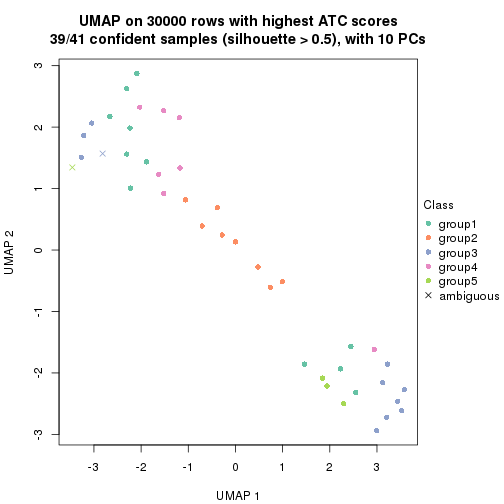 UMAP on 30000 rows with highest ATC scores
39/41 confident samples (silhouette > 0.5), with 10 PCs
3
2
1
0
-1
-2
-3
UMAP 2
-3
-2
-1
0
1
2
3
UMAP 1
Class
group1
group2
group3
group4
group5
ambiguous